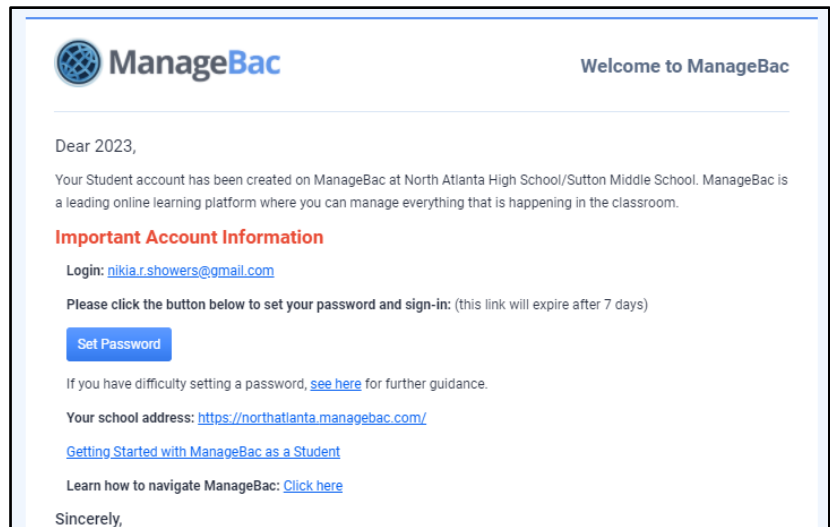 ManageBac
Welcome to ManageBac
Dear 2023,
Your Student account has been created on ManageBac at North Atlanta High School/Sutton Middle School. ManageBac is
a leading online learning platform where you can manage everything that is happening in the classroom.
Important Account Information
Login: nikia.r.showers@gmail.com
Please click the button below to set your password and sign-in: (this link will expire after 7 days)
Set Password
If you have difficulty setting a password, see here for further guidance.
Your school address: https://northatlanta.managebac.com/
Getting Started with ManageBac as a Student
Learn how to navigate ManageBac: Click here
Sincerely,